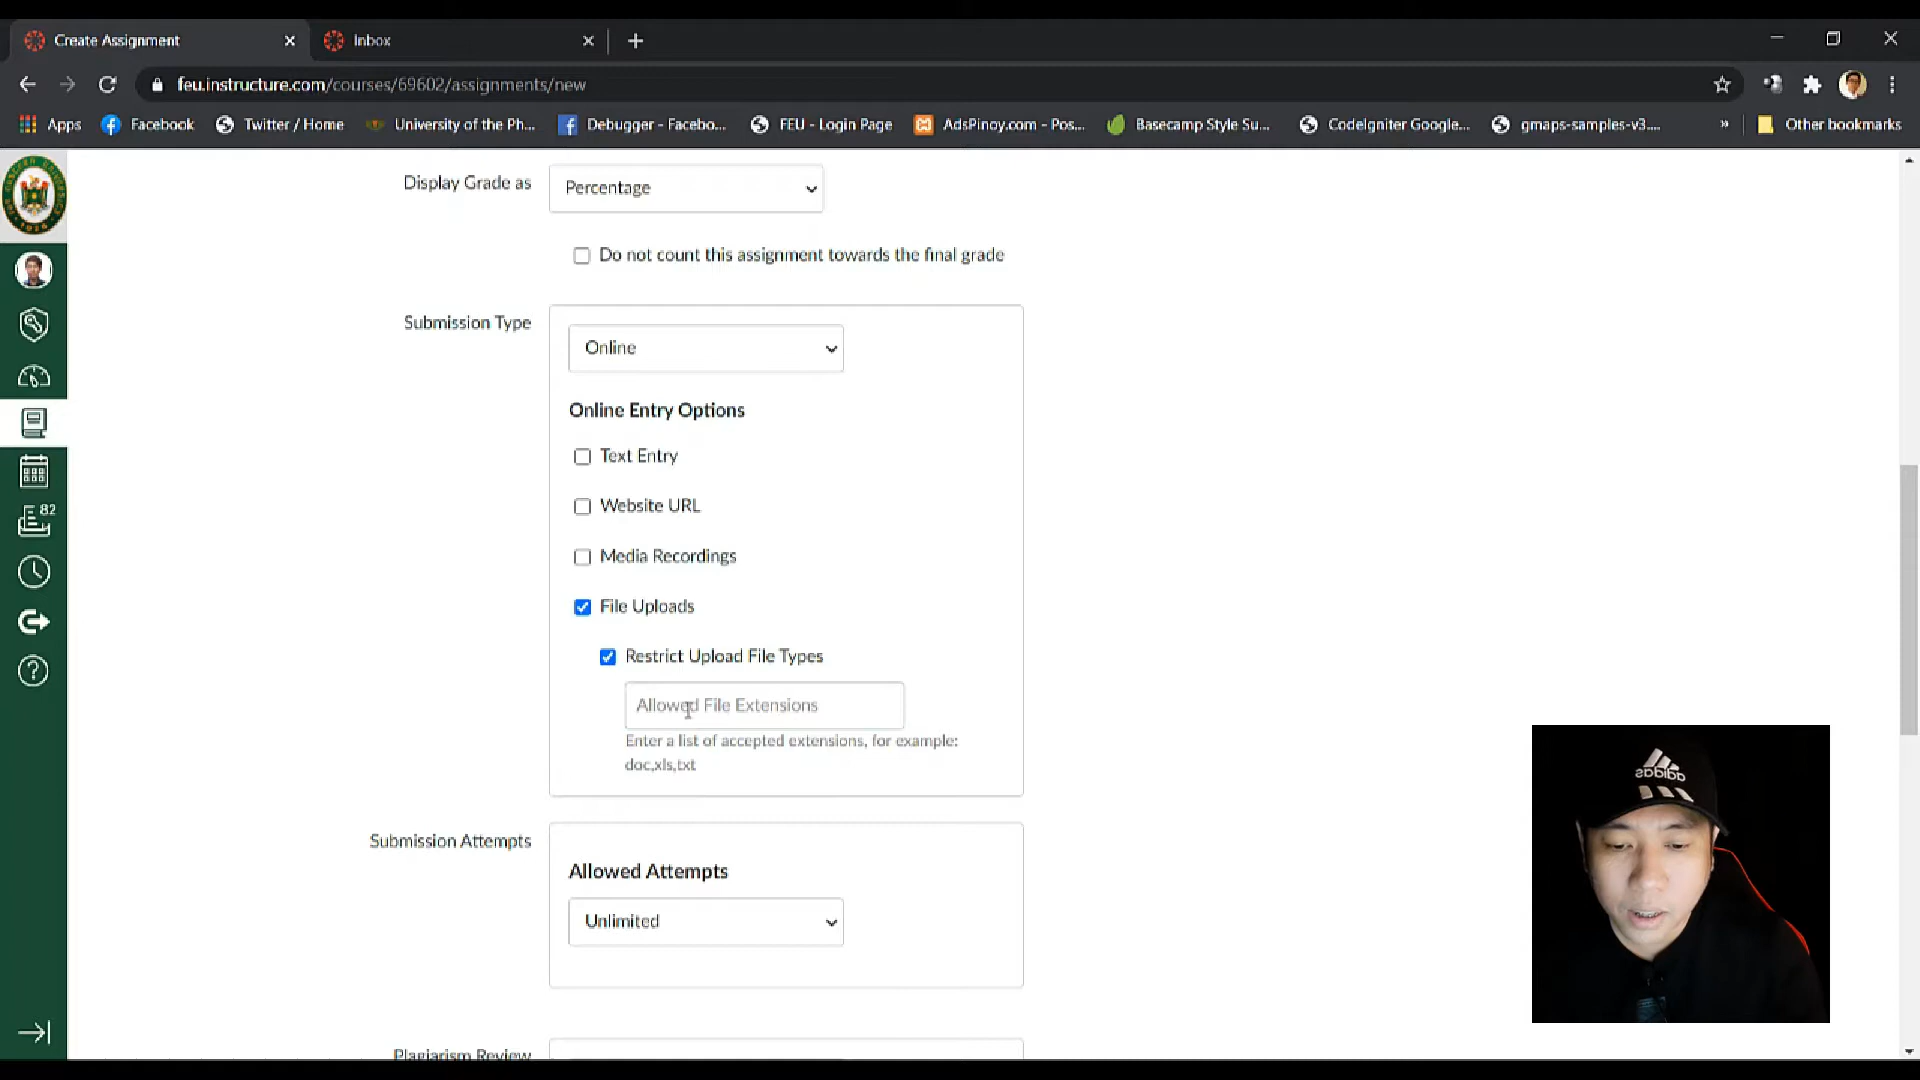 Create Assignment
Inbox
feu.instructure.com/courses/69602/assignments/new
Apps
Facebook
Twitter / Home
University of the Ph...
Debugger - Facebo...
FEU - Login Page
AdsPinoy.com - Pos...
Basecamp Style Su...
CodeIgniter Google...
gmaps-samples-v3....
»
Other bookmarks
Display Grade as
Percentage
Do not count this assignment towards the final grade
Submission Type
Online
Online Entry Options
Text Entry
Website URL
Media Recordings
File Uploads
Restrict Upload File Types
Allowed File Extensions
Enter a list of accepted extensions, for example:
doc,xls,txt
Submission Attempts
Allowed Attempts
Unlimited
Plagiarism Review
82
adidas